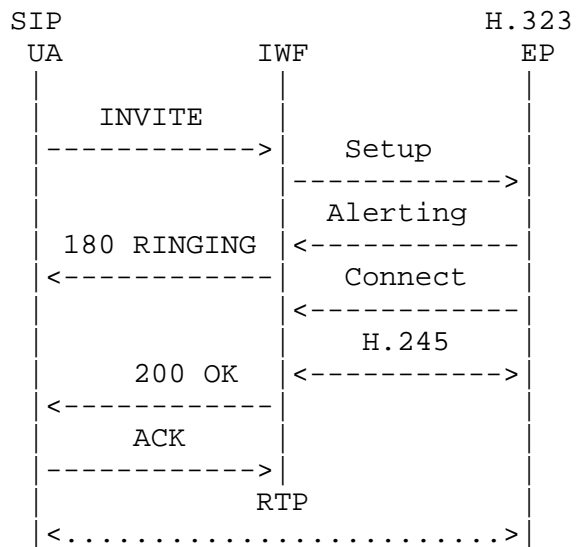 SIP H.323
UA IWF EP
INVITE
Setup
Alerting
180 RINGING
Connect
H.245
200 OK
ACK
RTP